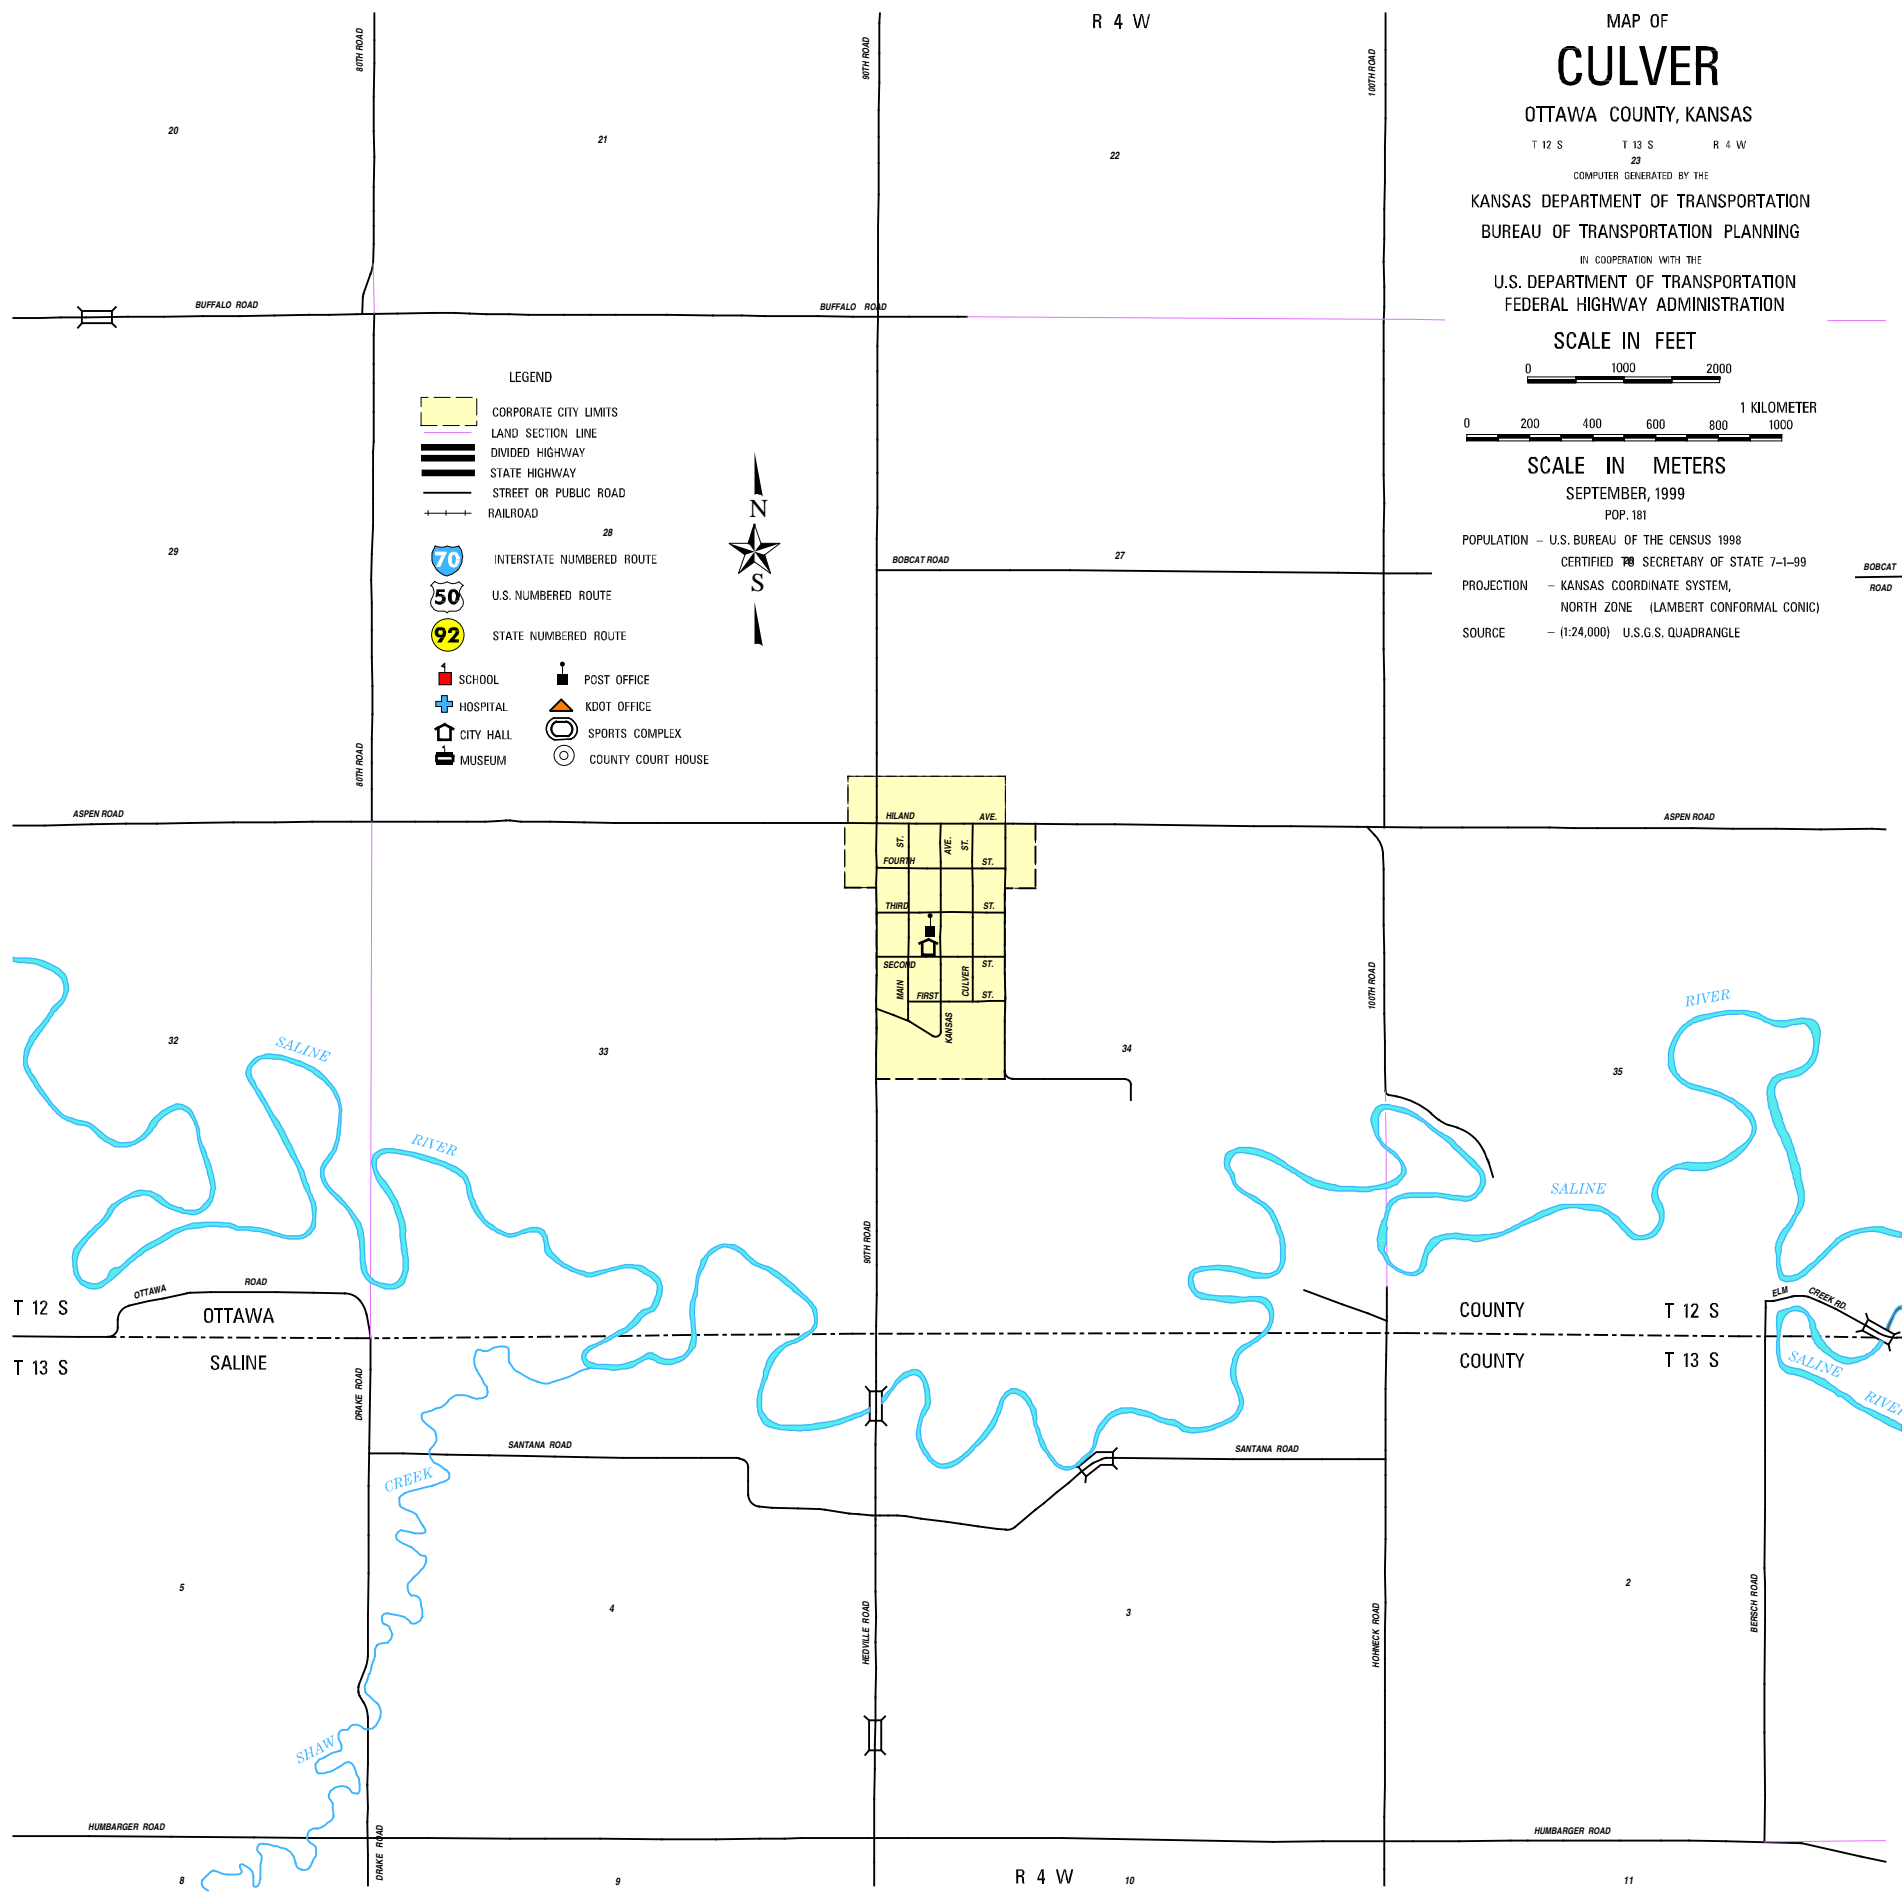 R 4 W
MAP OF
CULVER
OTTAWA COUNTY, KANSAS
T 12 S T 13 S R 4 W
23
COMPUTER GENERATED BY THE
KANSAS DEPARTMENT OF TRANSPORTATION
BUREAU OF TRANSPORTATION PLANNING
IN COOPERATION WITH THE
U.S. DEPARTMENT OF TRANSPORTATION
FEDERAL HIGHWAY ADMINISTRATION
SCALE IN FEET
0 1000 2000
1 KILOMETER
0 200 400 600 800 1000
SCALE IN METERS
SEPTEMBER, 1999
POP. 181
POPULATION – U.S. BUREAU OF THE CENSUS 1998
CERTIFIED SECRETARY OF STATE 7–1–99
PROJECTION – KANSAS COORDINATE SYSTEM,
NORTH ZONE (LAMBERT CONFORMAL CONIC)
SOURCE – (1:24,000) U.S.G.S. QUADRANGLE
80TH ROAD
90TH ROAD
100TH ROAD
20
21
22
BUFFALO ROAD
BUFFALO ROAD
LEGEND
CORPORATE CITY LIMITS
LAND SECTION LINE
DIVIDED HIGHWAY
STATE HIGHWAY
STREET OR PUBLIC ROAD
RAILROAD
70 INTERSTATE NUMBERED ROUTE
50 U.S. NUMBERED ROUTE
92 STATE NUMBERED ROUTE
SCHOOL
POST OFFICE
HOSPITAL
KDOT OFFICE
CITY HALL
SPORTS COMPLEX
MUSEUM
COUNTY COURT HOUSE
N
S
29
28
27
BOBCAT ROAD
BOBCAT
ROAD
80TH ROAD
ASPEN ROAD
ASPEN ROAD
HILAND AVE.
ST.
AVE.
ST.
FOURTH ST.
THIRD ST.
SECOND ST.
MAIN
CULVER
FIRST ST.
KANSAS
100TH ROAD
32
33
34
35
SALINE
RIVER
RIVER
SALINE
90TH ROAD
OTTAWA ROAD
T 12 S
OTTAWA
COUNTY
T 12 S
T 13 S
SALINE
COUNTY
T 13 S
ELM CREEK RD.
SALINE
RIVER
DRAKE ROAD
SANTANA ROAD
SANTANA ROAD
CREEK
5
4
3
2
HEDVILLE ROAD
HOHNECK ROAD
BERSCH ROAD
SHAW
HUMBARGER ROAD
HUMBARGER ROAD
DRAKE ROAD
8
9
R 4 W
10
11